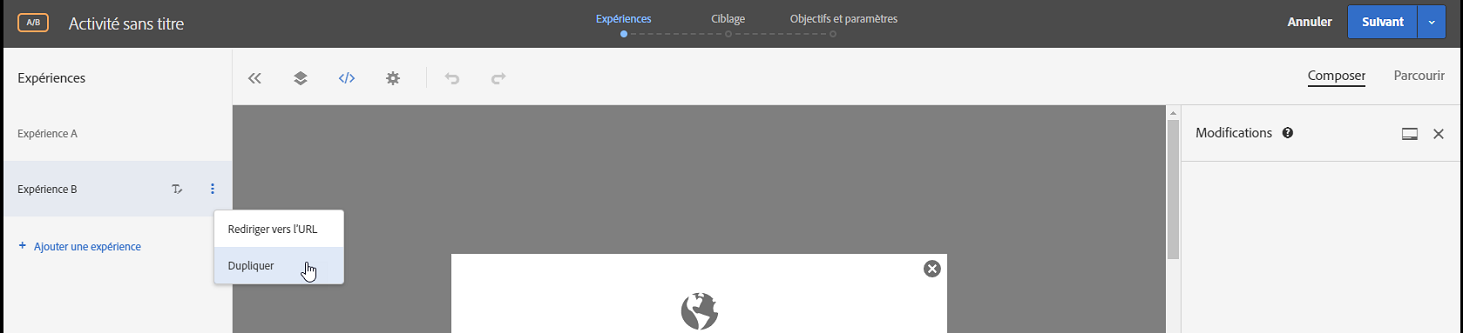 A/B
Activité sans titre
Expériences
Ciblage
Objectifs et paramètres
Annuler
Suivant
Expériences
Composer
Parcourir
Expérience A
Modifications
Expérience B
Rediriger vers l'URL
Ajouter une expérience
Dupliquer